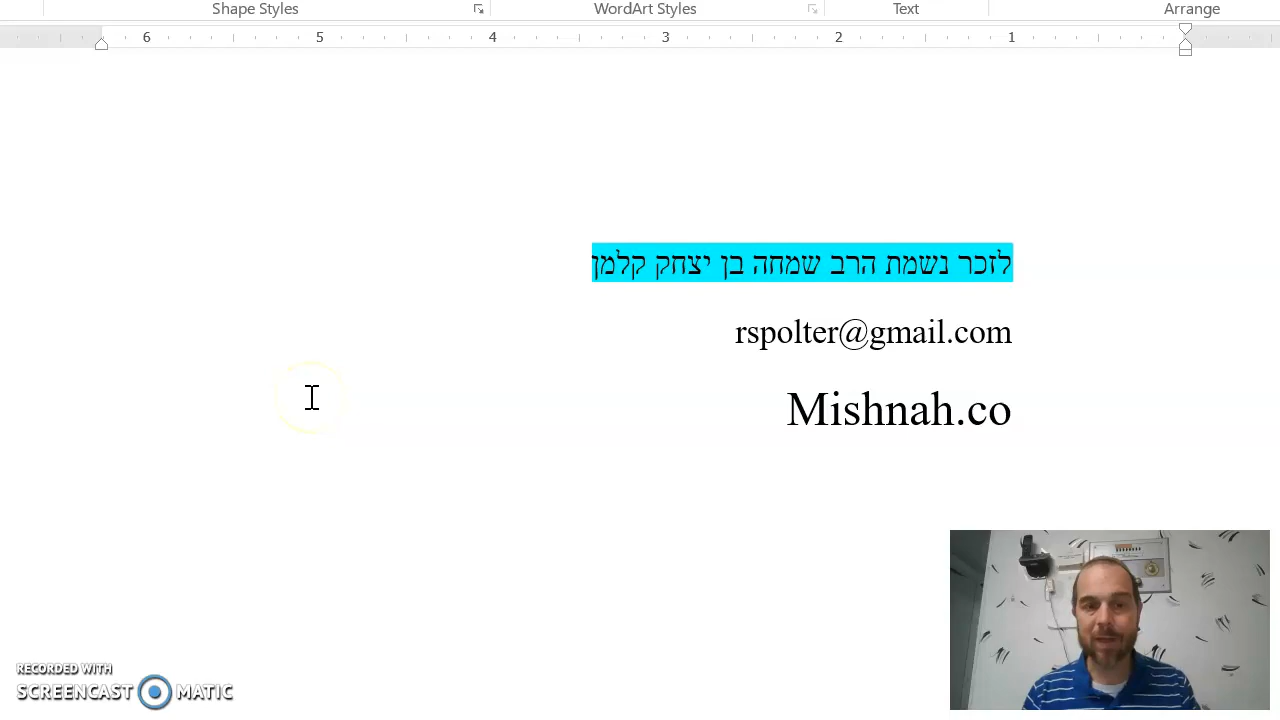 Shape Styles WordArt Styles Text Arrange
6 5 4 3 2 1
לזכר נשמת הרב שמחה בן יצחק קלמן
rspolter@gmail.com
Mishnah.co
RECORDED WITH
SCREENCAST MATIC